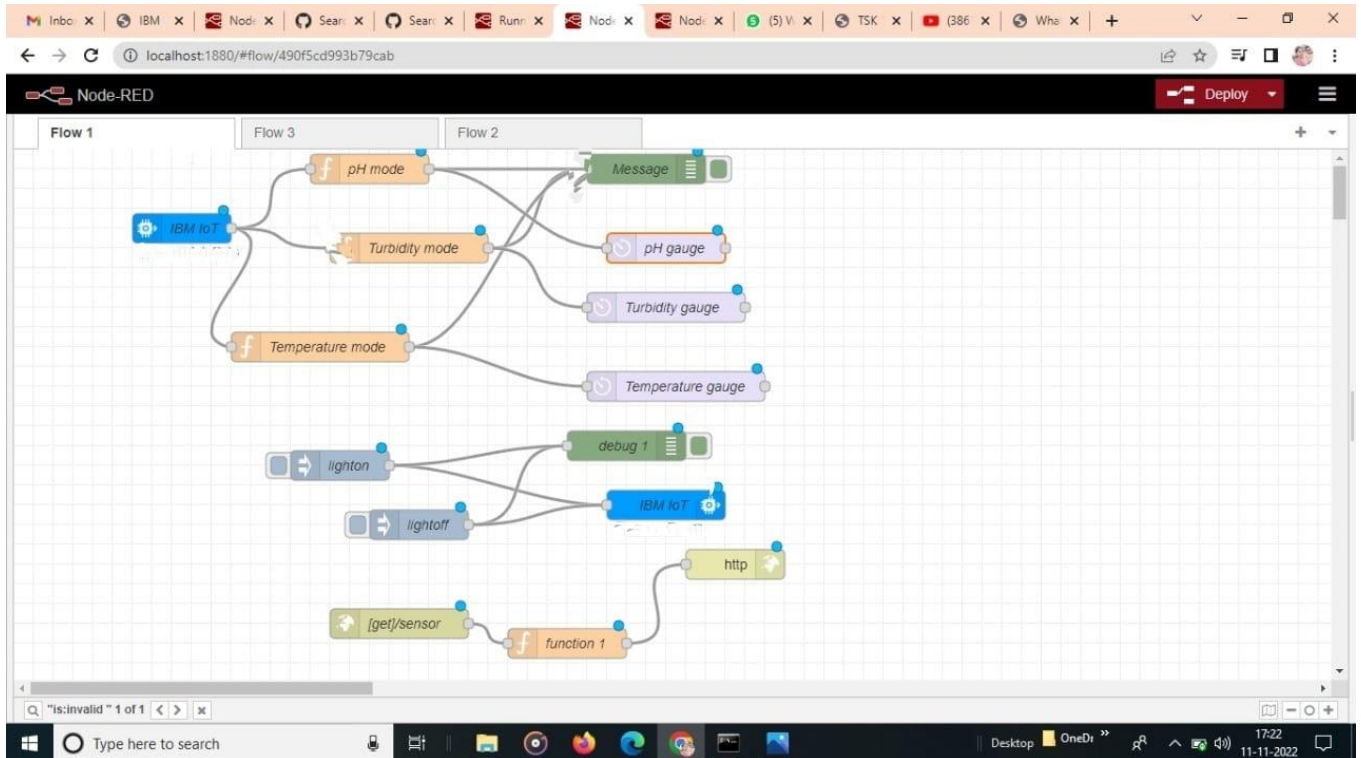 Inbo
IBM
Node
Sear
Sear
Runn
Node
Node
(5) W
TSK
(386
Wha
localhost:1880/#flow/490f5cd993b79cab
Node-RED
Deploy
Flow 1
Flow 3
Flow 2
pH mode
Message
IBM IoT
Turbidity mode
pH gauge
Turbidity gauge
Temperature mode
Temperature gauge
debug 1
lighton
IBM IoT
lightoff
http
[get]/sensor
function 1
"is:invalid " 1 of 1
Type here to search
Desktop
OneDr
17:22
11-11-2022